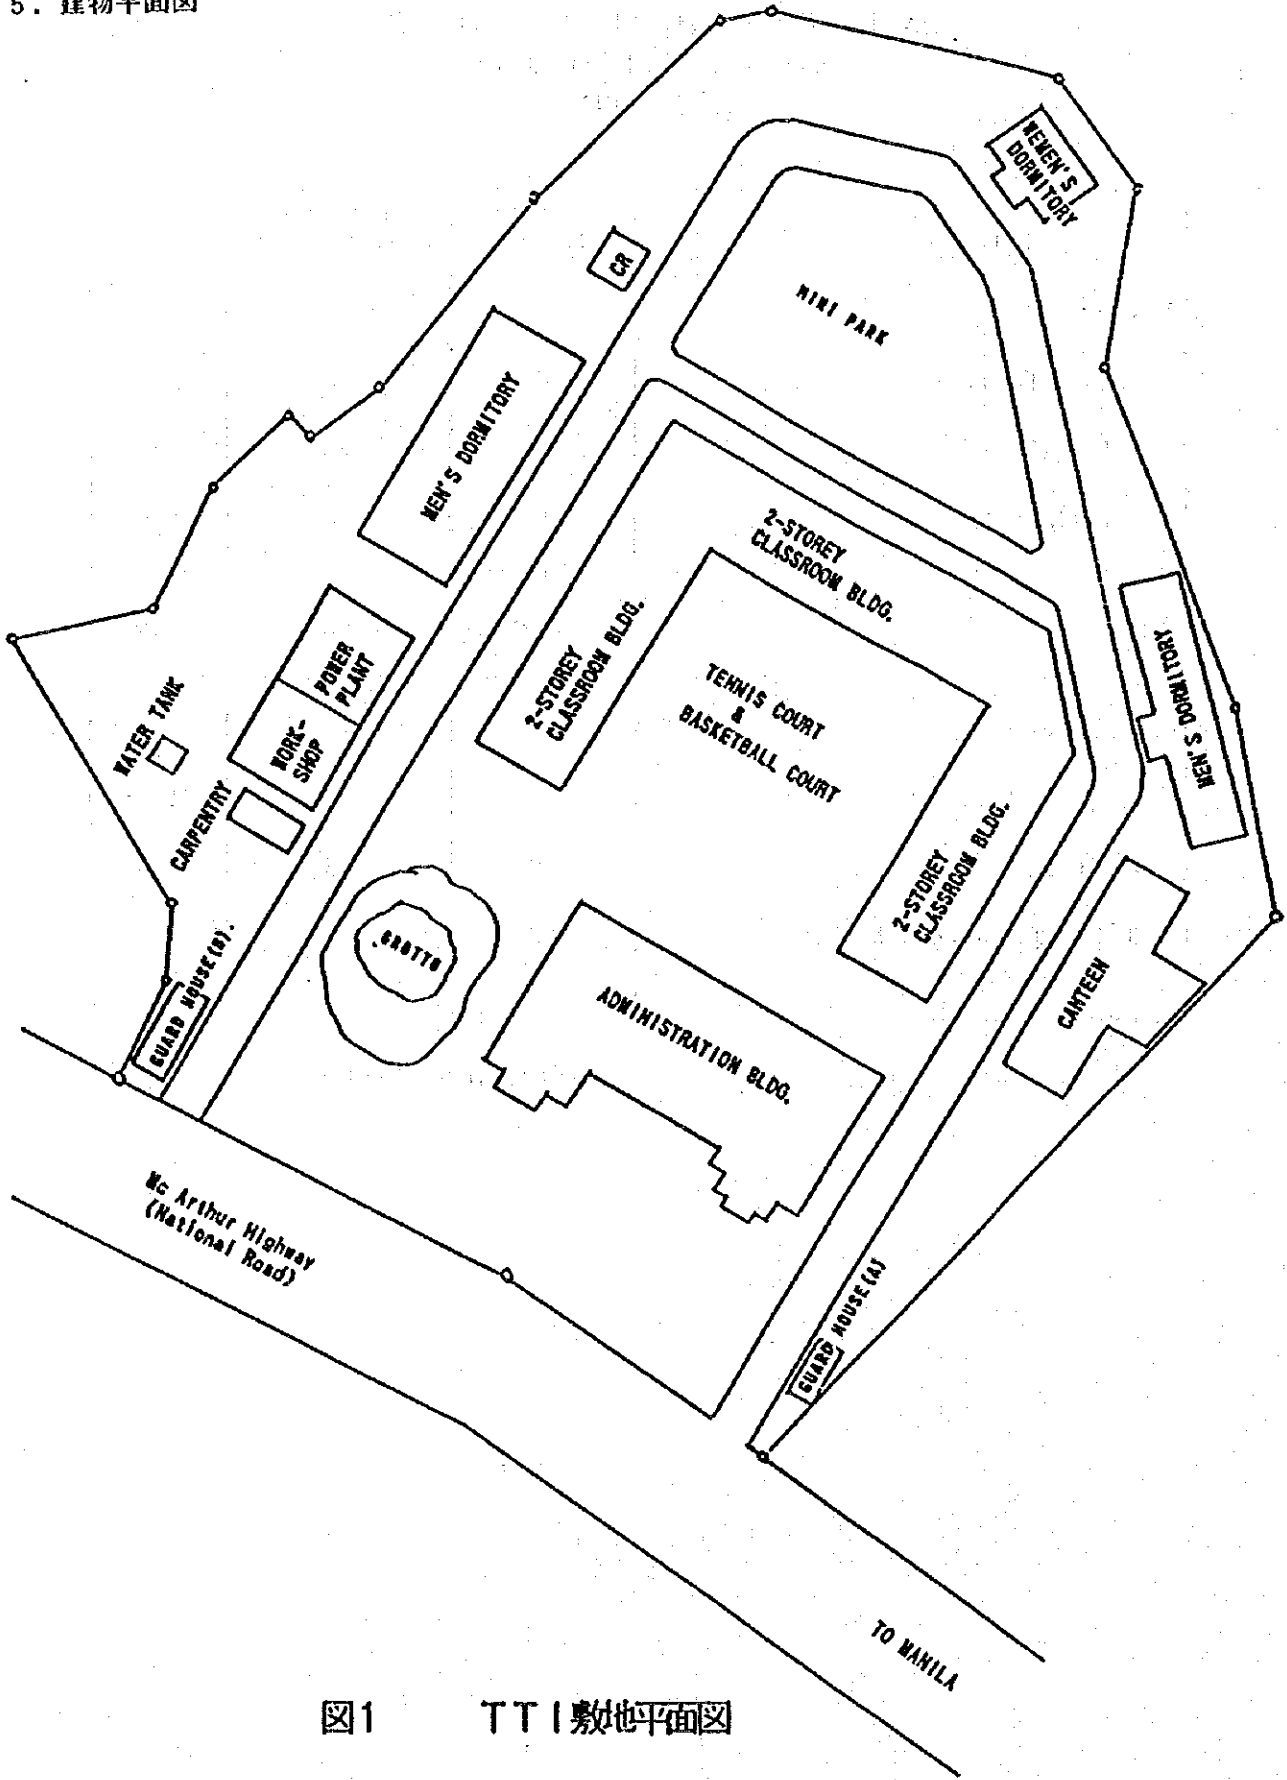 5. 建物平面図
WEMEN'S
DORMITORY
CR
MINI PARK
MEN'S DORMITORY
2-STOREY
CLASSROOM BLDG.
2-STOREY
CLASSROOM BLDG.
POWER
PLANT
WORK-
SHOP
WATER TANK
TENNIS COURT
&
BASKETBALL COURT
MEN'S DORMITORY
CARPENTRY
2-STOREY
CLASSROOM BLDG.
GROTTO
GUARD HOUSE(B).
ADMINISTRATION BLDG.
CANTEEN
Mc Arthur Highway
(National Road)
GUARD HOUSE(A)
TO MANILA
図1 TTI敷地平面図